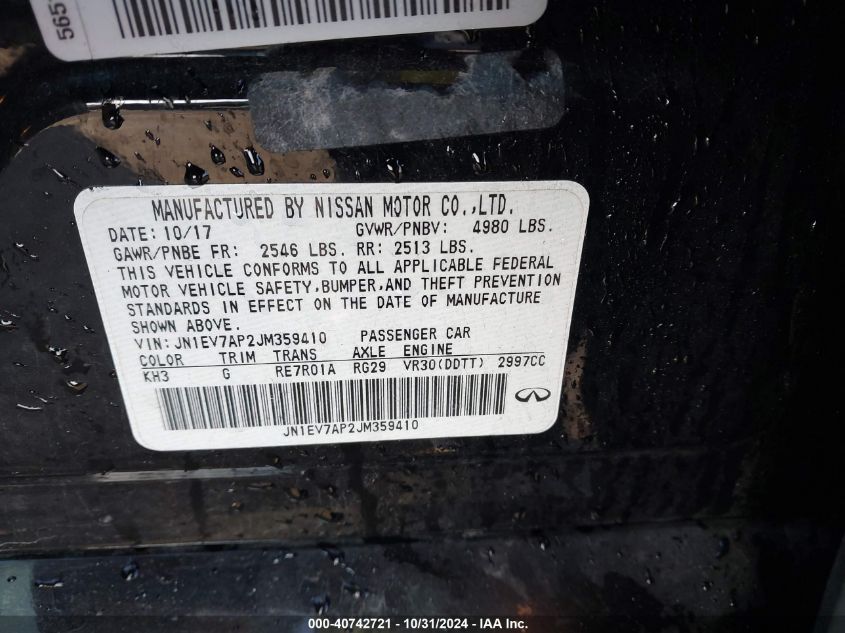 565
MANUFACTURED BY NISSAN MOTOR CO.,LTD.
DATE: 10/17 GVWR/PNBV: 4980 LBS.
GAWR/PNBE FR: 2546 LBS. RR: 2513 LBS.
THIS VEHICLE CONFORMS TO ALL APPLICABLE FEDERAL
MOTOR VEHICLE SAFETY,BUMPER,AND THEFT PREVENTION
STANDARDS IN EFFECT ON THE DATE OF MANUFACTURE
SHOWN ABOVE.
VIN: JN1EV7AP2JM359410 PASSENGER CAR
COLOR TRIM TRANS AXLE ENGINE
KH3 G RE7R01A RG29 VR30(DDTT) 2997CC
JN1EV7AP2JM359410
© STOCK# - 40742721 - 10/31/2024 - IAA Inc.